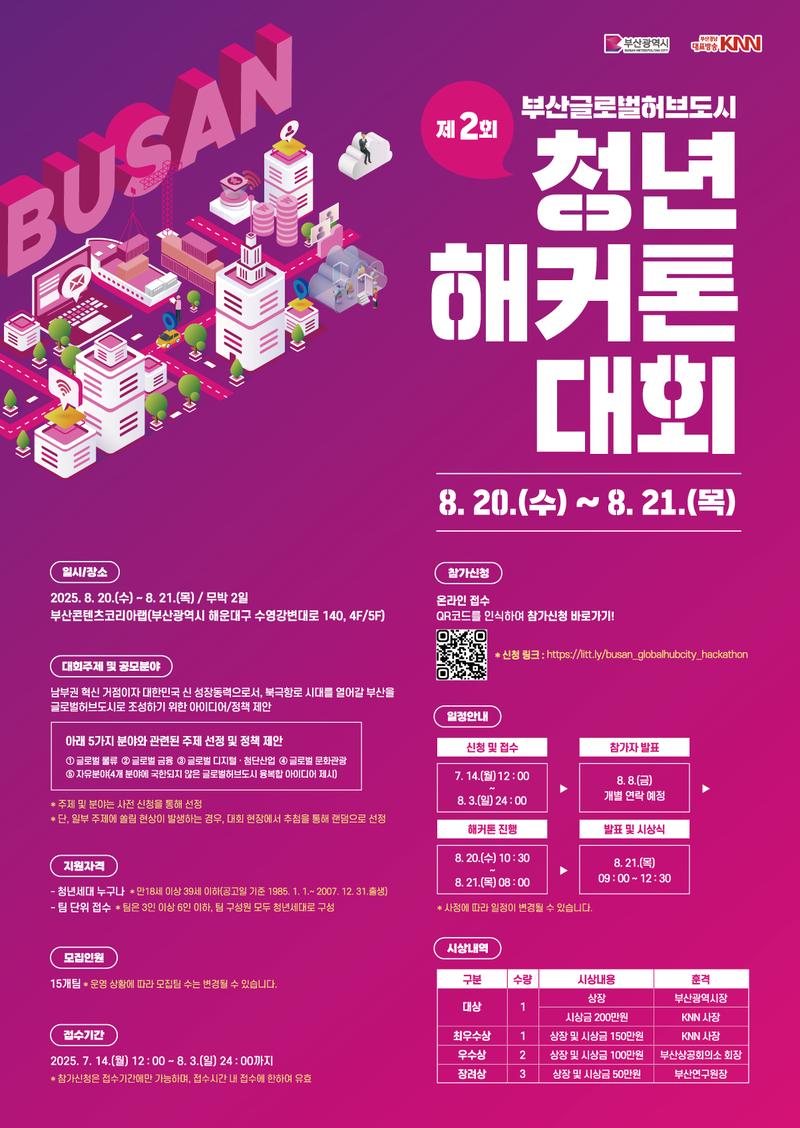 부산광역시
BUSAN METROPOLITAN CITY
부산경남
대표방송 KNN
BUSAN
제2회
부산글로벌허브도시
청년
해커톤
대회
8. 20.(수) ~ 8. 21.(목)
일시/장소
2025. 8. 20.(수) ~ 8. 21.(목) / 무박 2일
부산콘텐츠코리아랩(부산광역시 해운대구 수영강변대로 140, 4F/5F)
대회주제 및 공모분야
남부권 혁신 거점이자 대한민국 신 성장동력으로서, 북극항로 시대를 열어갈 부산을
글로벌허브도시로 조성하기 위한 아이디어/정책 제안
아래 5가지 분야와 관련된 주제 선정 및 정책 제안
① 글로벌 물류 ② 글로벌 금융 ③ 글로벌 디지털 · 첨단산업 ④ 글로벌 문화관광
⑤ 자유분야(4개 분야에 국한되지 않은 글로벌허브도시 융복합 아이디어 제시)
* 주제 및 분야는 사전 신청을 통해 선정
* 단, 일부 주제에 쏠림 현상이 발생하는 경우, 대회 현장에서 추첨을 통해 랜덤으로 선정
지원자격
- 청년세대 누구나 * 만18세 이상 39세 이하(공고일 기준 1985. 1. 1.~ 2007. 12. 31.출생)
- 팀 단위 접수 * 팀은 3인 이상 6인 이하, 팀 구성원 모두 청년세대로 구성
모집인원
15개팀 * 운영 상황에 따라 모집팀 수는 변경될 수 있습니다.
접수기간
2025. 7. 14.(월) 12 : 00 ~ 8. 3.(일) 24 : 00까지
* 참가신청은 접수기간에만 가능하며, 접수시간 내 접수에 한하여 유효
참가신청
온라인 접수
QR코드를 인식하여 참가신청 바로가기!
* 신청 링크 : https://litt.ly/busan_globalhubcity_hackathon
일정안내
신청 및 접수
7. 14.(월) 12 : 00
~
8. 3.(일) 24 : 00
참가자 발표
8. 8.(금)
개별 연락 예정
해커톤 진행
8. 20.(수) 10 : 30
~
8. 21.(목) 08 : 00
발표 및 시상식
8. 21.(목)
09 : 00 ~ 12 : 30
* 사정에 따라 일정이 변경될 수 있습니다.
시상내역
구분 수량 시상내용 훈격
대상 1 상장 부산광역시장
시상금 200만원 KNN 사장
최우수상 1 상장 및 시상금 150만원 KNN 사장
우수상 2 상장 및 시상금 100만원 부산상공회의소 회장
장려상 3 상장 및 시상금 50만원 부산연구원장